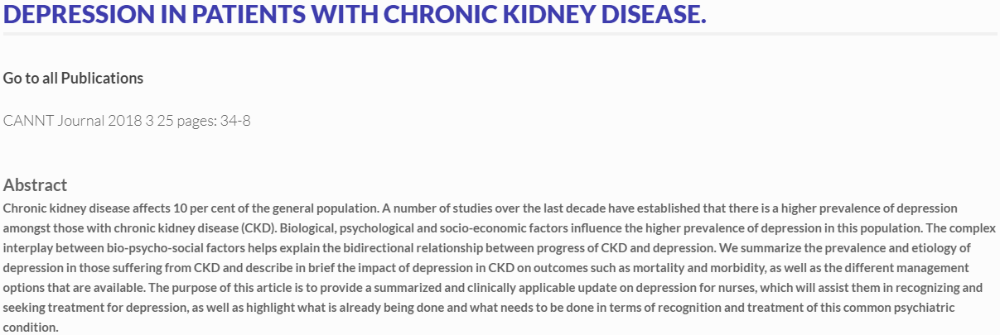 DEPRESSION IN PATIENTS WITH CHRONIC KIDNEY DISEASE.
Go to all Publications
CANNT Journal 2018 3 25 pages: 34-8
Abstract
Chronic kidney disease affects 10 per cent of the general population. A number of studies over the last decade have established that there is a higher prevalence of depression
amongst those with chronic kidney disease (CKD). Biological, psychological and socio-economic factors influence the higher prevalence of depression in this population. The complex
interplay between bio-psycho-social factors helps explain the bidirectional relationship between progress of CKD and depression. We summarize the prevalence and etiology of
depression in those suffering from CKD and describe in brief the impact of depression in CKD on outcomes such as mortality and morbidity, as well as the different management
options that are available. The purpose of this article is to provide a summarized and clinically applicable update on depression for nurses, which will assist them in recognizing and
seeking treatment for depression, as well as highlight what is already being done and what needs to be done in terms of recognition and treatment of this common psychiatric
condition.